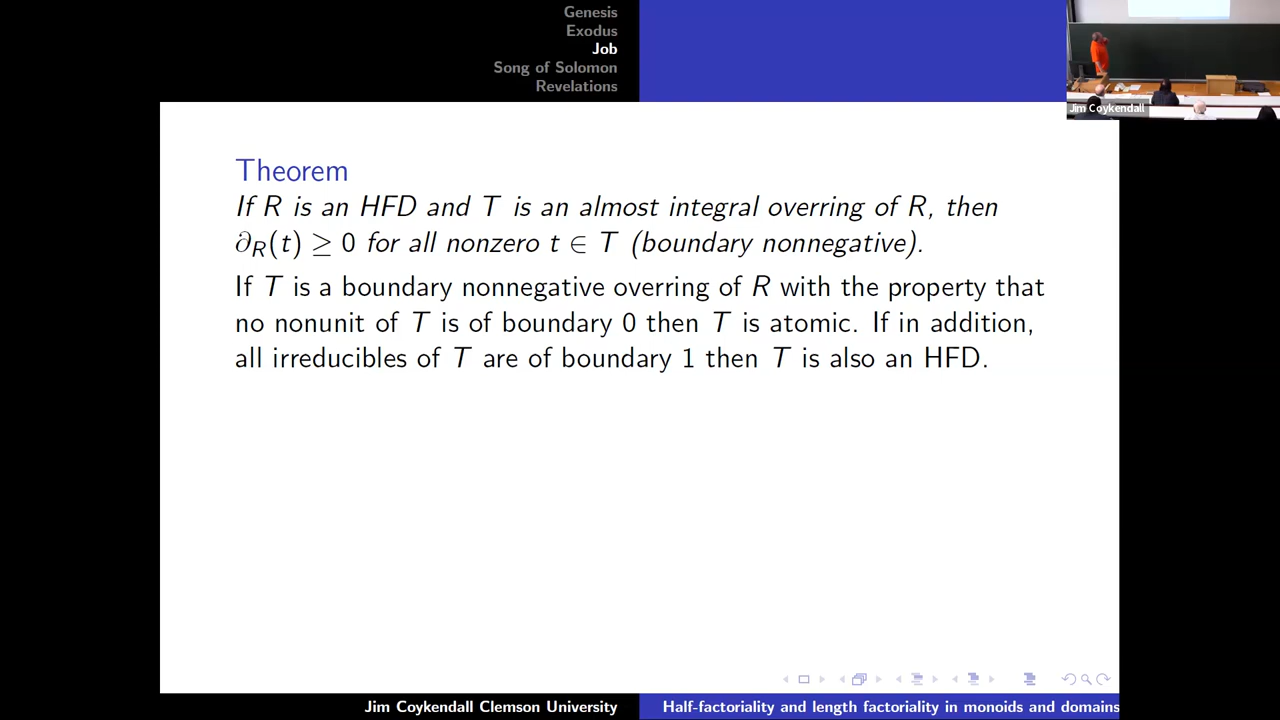 Genesis
Exodus
Job
Song of Solomon
Revelations
Jim Coykendall
Theorem
If R is an HFD and T is an almost integral overring of R, then
∂R(t) ≥ 0 for all nonzero t ∈ T (boundary nonnegative).
If T is a boundary nonnegative overring of R with the property that
no nonunit of T is of boundary 0 then T is atomic. If in addition,
all irreducibles of T are of boundary 1 then T is also an HFD.
Jim Coykendall Clemson University
Half-factoriality and length factoriality in monoids and domains